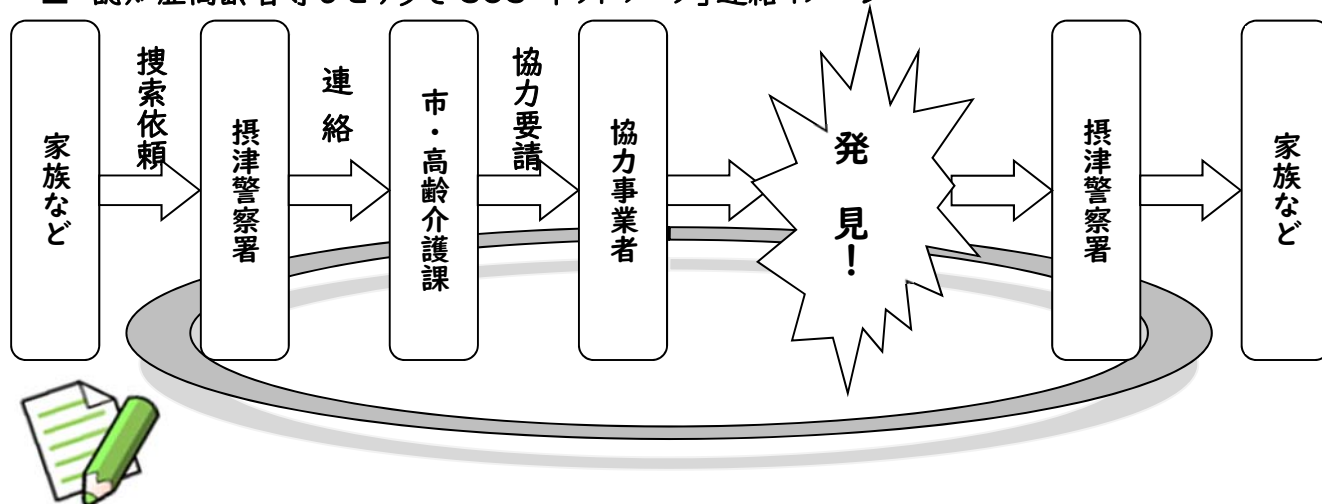 家族など
捜索依頼
摂津警察署
連絡
市・高齢介護課
協力要請
協力事業者
発見!
摂津警察署
家族など